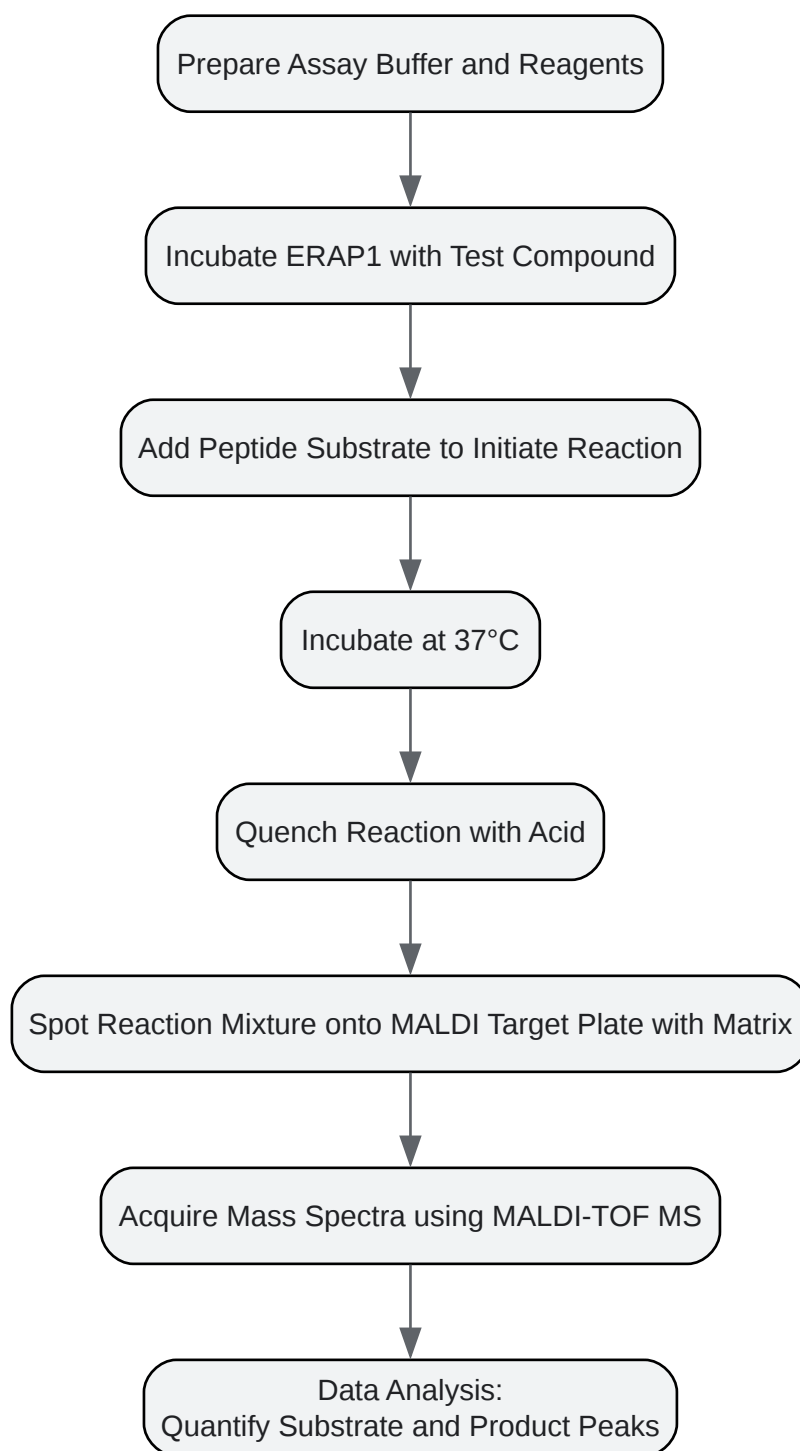 Prepare Assay Buffer and Reagents
Incubate ERAP1 with Test Compound
Add Peptide Substrate to Initiate Reaction
Incubate at 37°C
Quench Reaction with Acid
Spot Reaction Mixture onto MALDI Target Plate with Matrix
Acquire Mass Spectra using MALDI-TOF MS
Data Analysis:
Quantify Substrate and Product Peaks